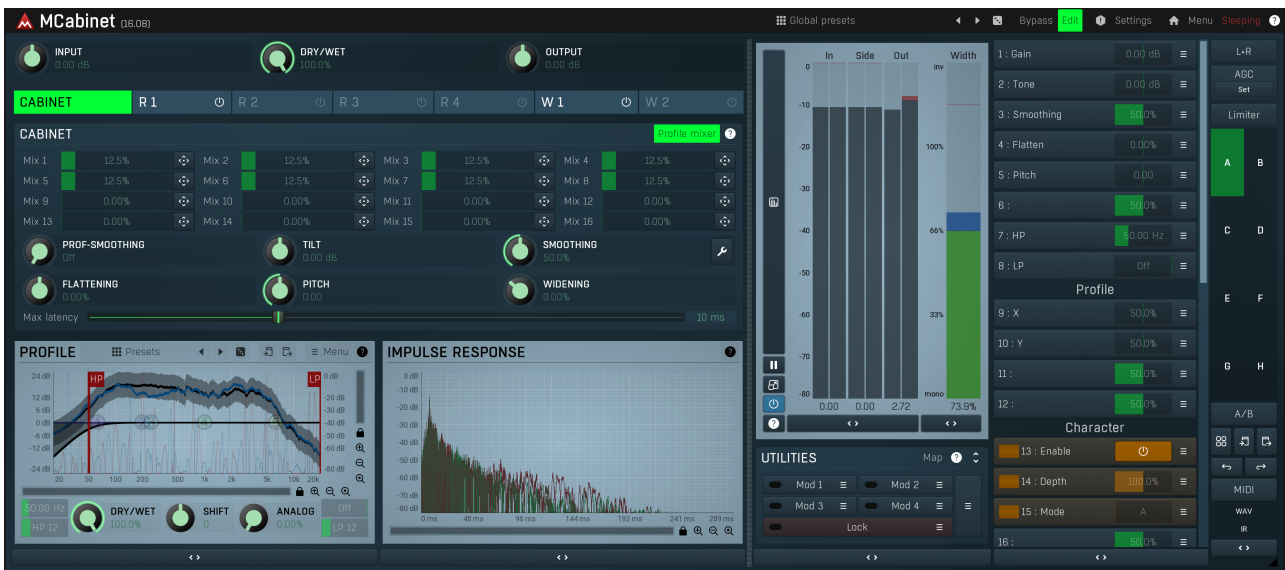 MCabinet (16.08)
Global presets
Bypass Edit Settings Menu Sleeping ?
INPUT
0.00 dB
DRY/WET
100.0%
OUTPUT
0.00 dB
CABINET R 1 R 2 R 3 R 4 W 1 W 2
CABINET Profile mixer ?
Mix 1 12.5% Mix 2 12.5% Mix 3 12.5% Mix 4 12.5%
Mix 5 12.5% Mix 6 12.5% Mix 7 12.5% Mix 8 12.5%
Mix 9 0.00% Mix 10 0.00% Mix 11 0.00% Mix 12 0.00%
Mix 13 0.00% Mix 14 0.00% Mix 15 0.00% Mix 16 0.00%
PROF-SMOOTHING
Off
TILT
0.00 dB
SMOOTHING
50.0%
FLATTENING
0.00%
PITCH
0.00
WIDENING
0.00%
Max latency 10 ms
PROFILE Presets Menu ?
24 dB
12 dB
6 dB
0 dB
-6 dB
-12 dB
-24 dB
HP
LP
0 dB
-20 dB
-30 dB
-40 dB
-50 dB
-60 dB
-80 dB
20 50 100 200 500 1k 2k 5k 10k 20k
50.00 Hz
HP 12
DRY/WET
100.0%
SHIFT
0
ANALOG
0.00%
Off
LP 12
IMPULSE RESPONSE ?
0 dB
-10 dB
-20 dB
-30 dB
-40 dB
-50 dB
-60 dB
-70 dB
-80 dB
0 ms 48 ms 96 ms 144 ms 192 ms 241 ms 289 ms
In Side Out Width
0
-10
-20
-30
-40
-50
-60
-70
-80
inv
100%
66%
33%
mono
0.00 0.00 2.72 73.9%
?
UTILITIES Map ?
Mod 1 Mod 2
Mod 3 Mod 4
Lock
1 : Gain 0.00 dB
2 : Tone 0.00 dB
3 : Smoothing 50.0%
4 : Flatten 0.00%
5 : Pitch 0.00
6 : 50.0%
7 : HP 50.00 Hz
8 : LP Off
Profile
9 : X 50.0%
10 : Y 50.0%
11 : 50.0%
12 : 50.0%
Character
13 : Enable
14 : Depth 100.0%
15 : Mode A
16 : 50.0%
L+R
AGC
Set
Limiter
A B
C D
E F
G H
A/B
MIDI
WAV
IR